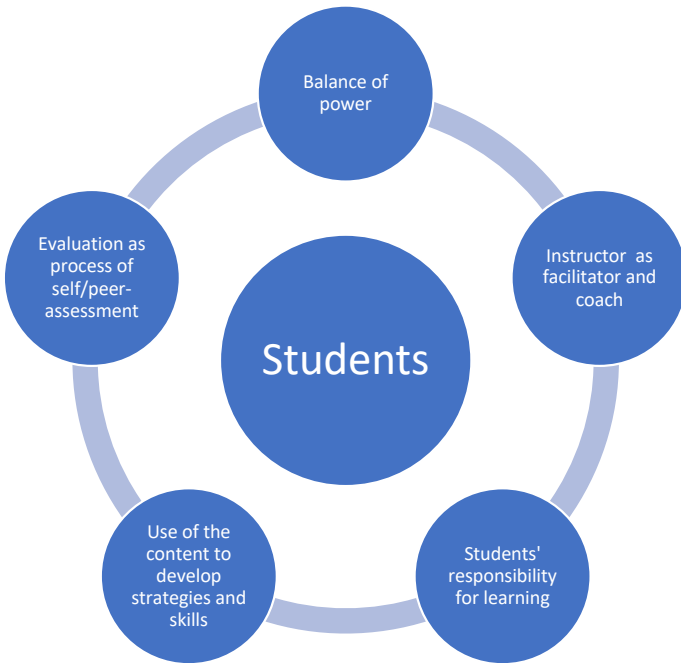 Balance of
power
Instructor as
facilitator and
coach
Students'
responsibility
for learning
Use of the
content to
develop
strategies and
skills
Evaluation as
process of
self/peer-
assessment
Students